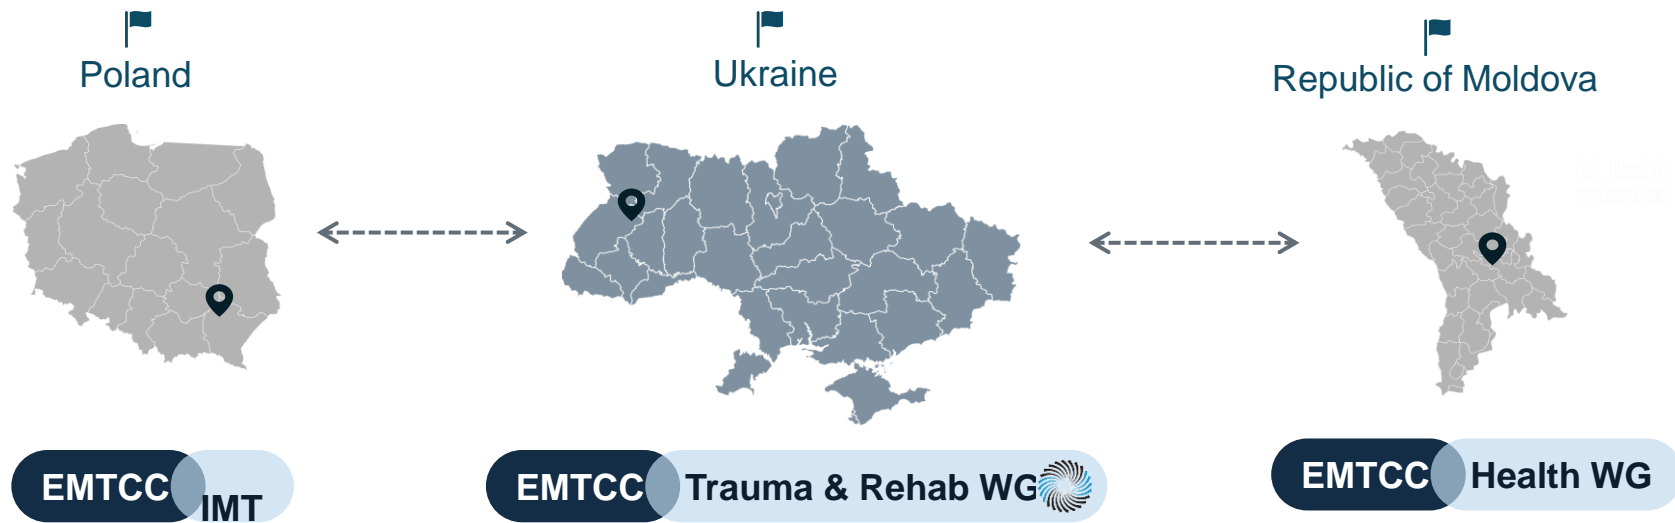 Poland
Ukraine
Republic of Moldova
EMTCC IMT
EMTCC Trauma & Rehab WG
EMTCC Health WG